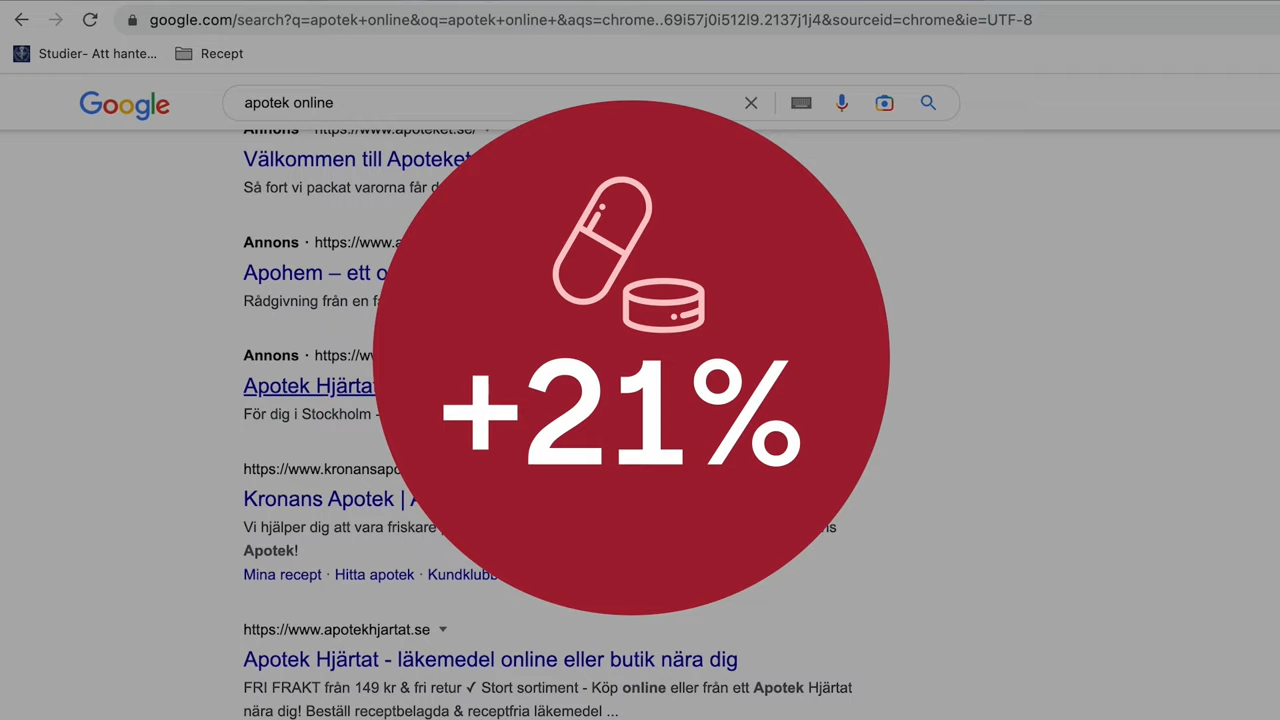 google.com/search?q=apotek+online&oq=apotek+online+&aqs=chrome..69i57j0i512l9.2137j1j4&sourceid=chrome&ie=UTF-8
Studier- Att hante...
Recept
Google
apotek online
Annons · https://www.apoteket.se/
Välkommen till Apoteket
Så fort vi packat varorna får d
Annons · https://www.a
Apohem – ett o
Rådgivning från en f
Annons · https://ww
Apotek Hjärtat
För dig i Stockholm -
+21%
https://www.kronansapo
Kronans Apotek |
Vi hjälper dig att vara friskare
Apotek!
Mina recept · Hitta apotek · Kundklubb
https://www.apotekhjartat.se
Apotek Hjärtat - läkemedel online eller butik nära dig
FRI FRAKT från 149 kr & fri retur ✓ Stort sortiment - Köp online eller från ett Apotek Hjärtat
nära dig! Beställ receptbelagda & receptfria läkemedel ...